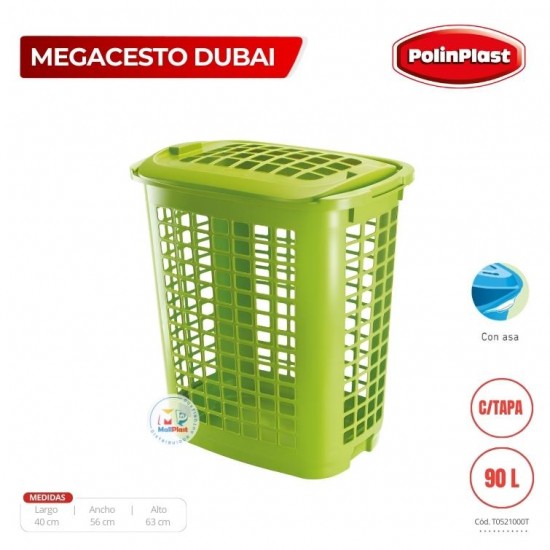 MEGACESTO DUBAI
PolinPlast
Con asa
C/TAPA
90 L
MEDIDAS
Largo Ancho Alto
40 cm 56 cm 63 cm
MallPlast
Cód. T0521000T